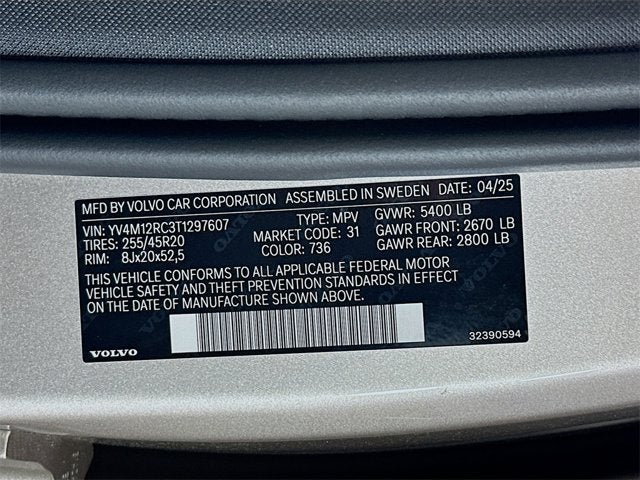 MFD BY VOLVO CAR CORPORATION ASSEMBLED IN SWEDEN DATE: 04/25
VIN: YV4M12RC3T1297607 TYPE: MPV GVWR: 5400 LB
TIRES: 255/45R20 MARKET CODE: 31 GAWR FRONT: 2670 LB
RIM: 8Jx20x52,5 COLOR: 736 GAWR REAR: 2800 LB
THIS VEHICLE CONFORMS TO ALL APPLICABLE FEDERAL MOTOR
VEHICLE SAFETY AND THEFT PREVENTION STANDARDS IN EFFECT
ON THE DATE OF MANUFACTURE SHOWN ABOVE.
VOLVO 32390594